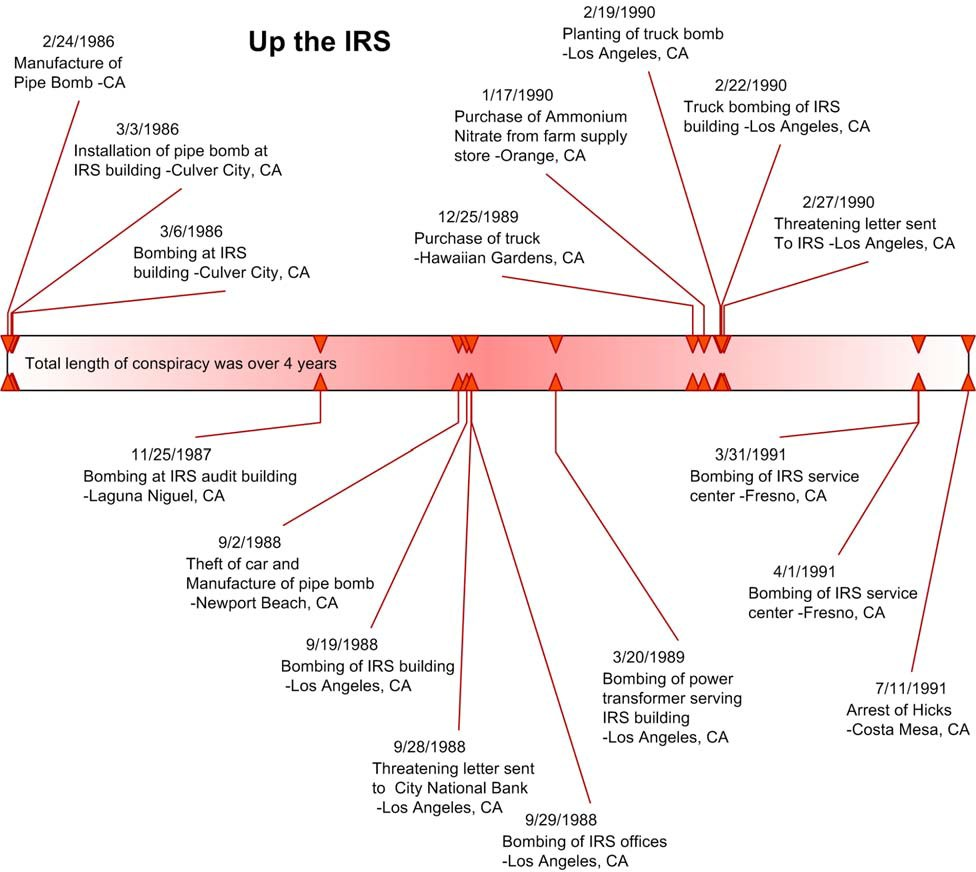 Up the IRS
2/24/1986
Manufacture of
Pipe Bomb -CA
3/3/1986
Installation of pipe bomb at
IRS building -Culver City, CA
3/6/1986
Bombing at IRS
building -Culver City, CA
12/25/1989
Purchase of truck
-Hawaiian Gardens, CA
1/17/1990
Purchase of Ammonium
Nitrate from farm supply
store -Orange, CA
2/19/1990
Planting of truck bomb
-Los Angeles, CA
2/22/1990
Truck bombing of IRS
building -Los Angeles, CA
2/27/1990
Threatening letter sent
To IRS -Los Angeles, CA
Total length of conspiracy was over 4 years
11/25/1987
Bombing at IRS audit building
-Laguna Niguel, CA
9/2/1988
Theft of car and
Manufacture of pipe bomb
-Newport Beach, CA
9/19/1988
Bombing of IRS building
-Los Angeles, CA
9/28/1988
Threatening letter sent
to City National Bank
-Los Angeles, CA
9/29/1988
Bombing of IRS offices
-Los Angeles, CA
3/20/1989
Bombing of power
transformer serving
IRS building
-Los Angeles, CA
3/31/1991
Bombing of IRS service
center -Fresno, CA
4/1/1991
Bombing of IRS service
center -Fresno, CA
7/11/1991
Arrest of Hicks
-Costa Mesa, CA